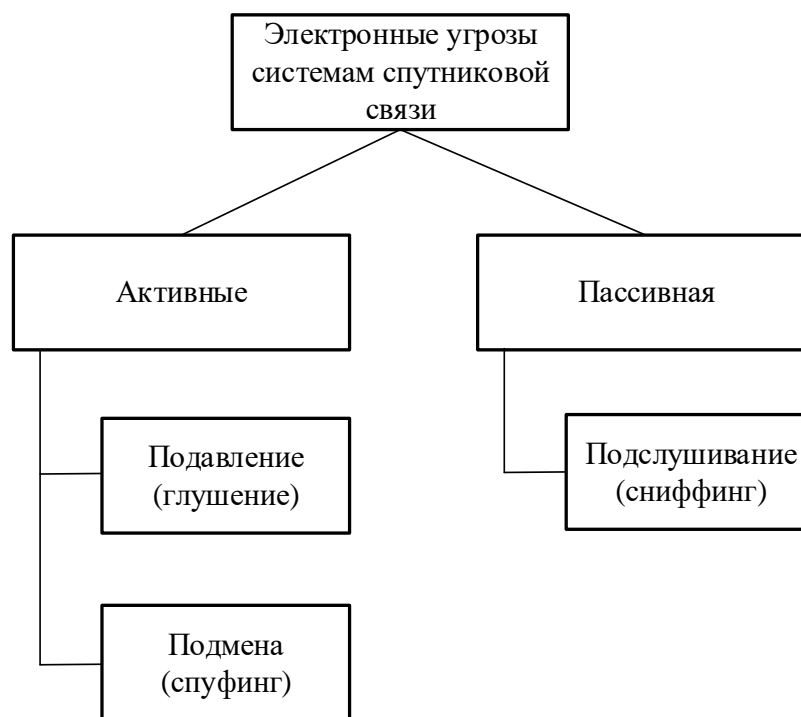 Электронные угрозы
системам спутниковой
связи
Активные
Пассивная
Подавление
(глушение)
Подслушивание
(сниффинг)
Подмена
(спуфинг)